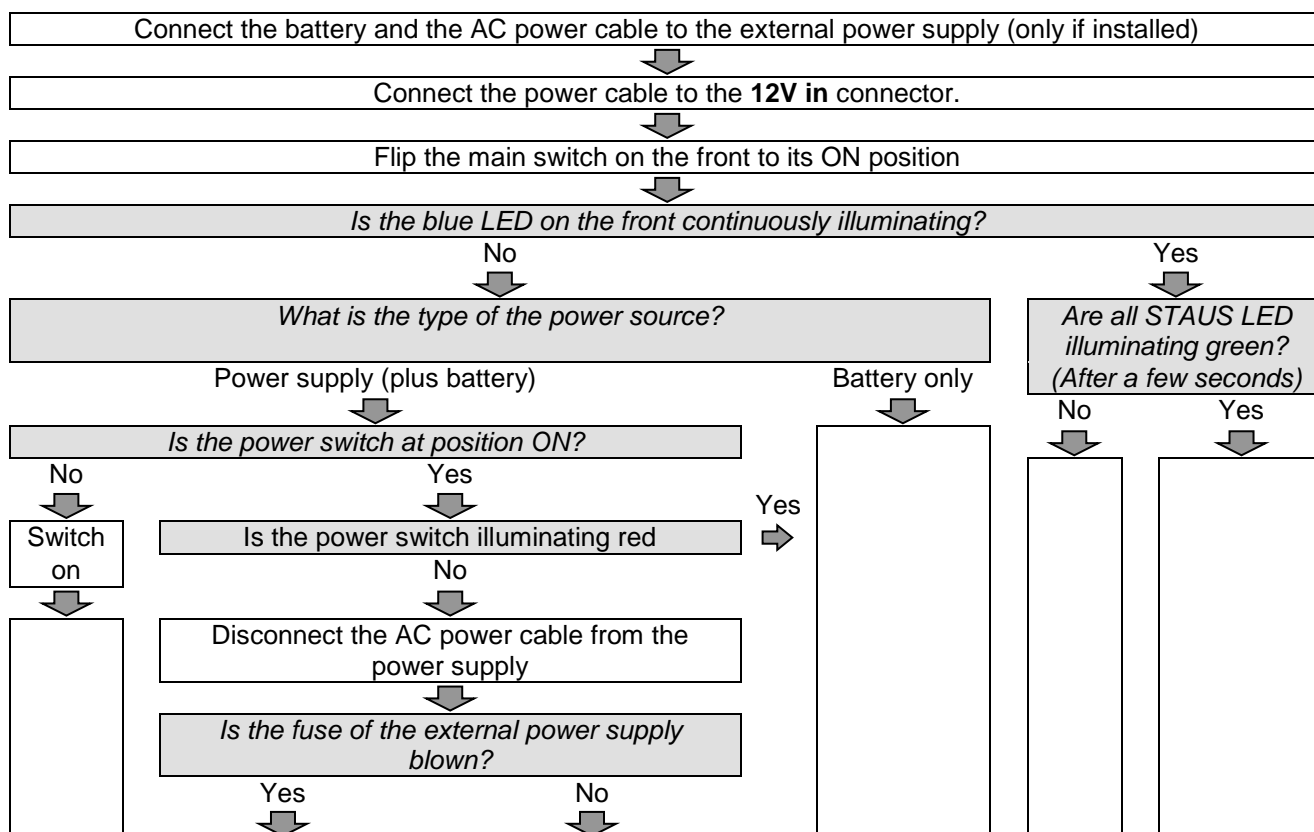 Connect the battery and the AC power cable to the external power supply (only if installed)
Connect the power cable to the 12V in connector.
Flip the main switch on the front to its ON position
Is the blue LED on the front continuously illuminating?
No
Yes
What is the type of the power source?
Are all STAUS LED
illuminating green?
(After a few seconds)
Power supply (plus battery)
Battery only
No
Yes
Is the power switch at position ON?
No
Yes
Yes
Switch
on
Is the power switch illuminating red
No
Disconnect the AC power cable from the
power supply
Is the fuse of the external power supply
blown?
Yes
No